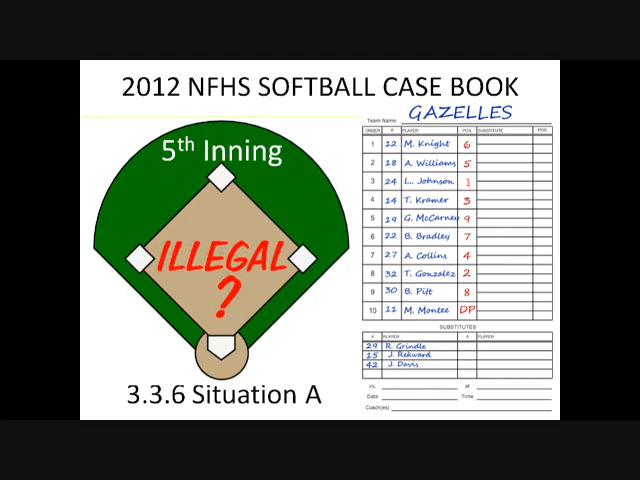 2012 NFHS SOFTBALL CASE BOOK
5th Inning
ILLEGAL
?
3.3.6 Situation A
Team Name GAZELLES
ORDER # PLAYER POS. SUBSTITUTE POS.
1 12 M. Knight 6
2 18 A. Williams 5
3 24 L. Johnson 1
4 14 T. Kramer 3
5 19 G. McCarney 9
6 22 B. Bradley 7
7 27 A. Collins 4
8 32 T. Gonzalez 2
9 30 B. Pitt 8
10 11 M. Montee DP
SUBSTITUTES
# PLAYER # PLAYER
29 R. Grindle
15 J. Rekward
42 J. Davis
vs. at
Date Time
Coach(es)